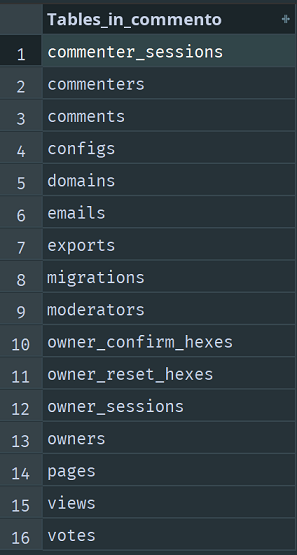 Tables_in_commento
1 commenter_sessions
2 commenters
3 comments
4 configs
5 domains
6 emails
7 exports
8 migrations
9 moderators
10 owner_confirm_hexes
11 owner_reset_hexes
12 owner_sessions
13 owners
14 pages
15 views
16 votes